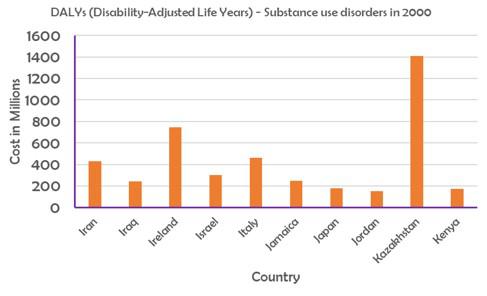 DALYs (Disability-Adjusted Life Years) - Substance use disorders in 2000
1600
1400
1200
1000
800
600
400
200
0
Cost in Millions
Iran
Iraq
Ireland
Israel
Italy
Jamaica
Japan
Jordan
Kazakhstan
Kenya
Country